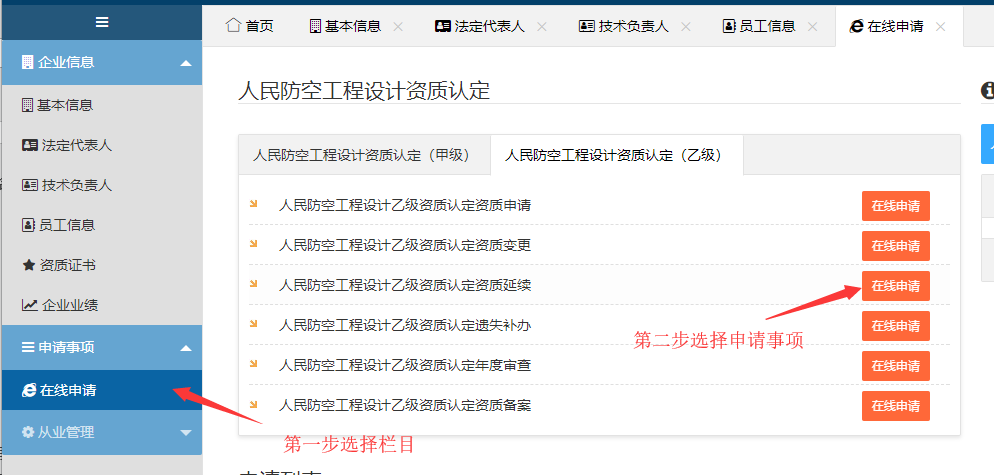 首页
基本信息
法定代表人
技术负责人
员工信息
在线申请
企业信息
基本信息
法定代表人
技术负责人
员工信息
资质证书
企业业绩
申请事项
在线申请
从业管理
人民防空工程设计资质认定
人民防空工程设计资质认定（甲级）
人民防空工程设计资质认定（乙级）
人民防空工程设计乙级资质认定资质申请 在线申请
人民防空工程设计乙级资质认定资质变更 在线申请
人民防空工程设计乙级资质认定资质延续 在线申请
人民防空工程设计乙级资质认定遗失补办 在线申请
人民防空工程设计乙级资质认定年度审查 在线申请
人民防空工程设计乙级资质认定资质备案 在线申请
第二步选择申请事项
第一步选择栏目